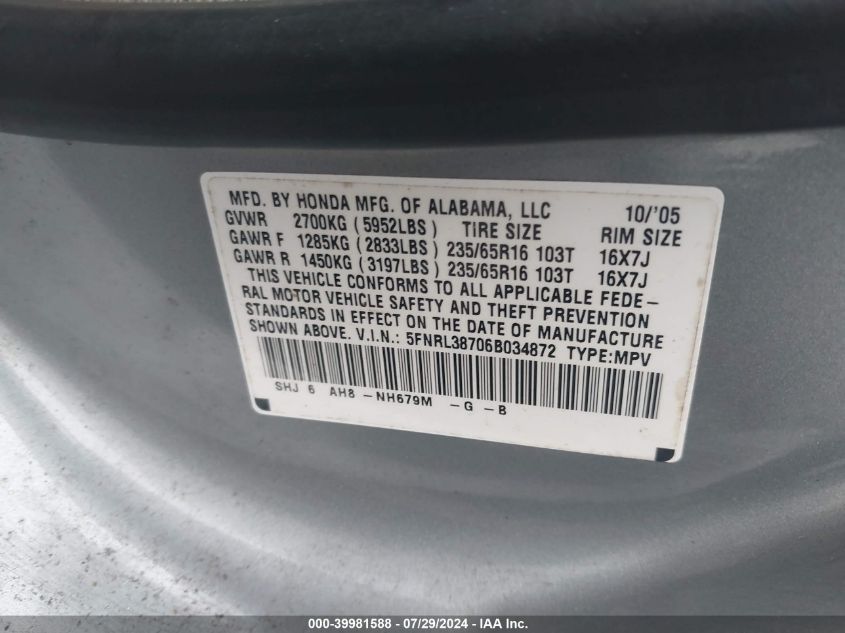 MFD. BY HONDA MFG. OF ALABAMA, LLC 10/'05
GVWR 2700KG (5952LBS) TIRE SIZE RIM SIZE
GAWR F 1285KG (2833LBS) 235/65R16 103T 16X7J
GAWR R 1450KG (3197LBS) 235/65R16 103T 16X7J
THIS VEHICLE CONFORMS TO ALL APPLICABLE FEDE-
RAL MOTOR VEHICLE SAFETY AND THEFT PREVENTION
STANDARDS IN EFFECT ON THE DATE OF MANUFACTURE
SHOWN ABOVE. V.I.N.: 5FNRL38706B034872 TYPE:MPV
SHJ 6 AH8 -NH679M -G -B
000-39981588 - 07/29/2024 - IAA Inc.